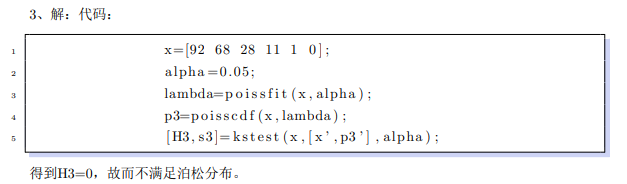 3、解：代码：
1 x=[92 68 28 11 1 0];
2 alpha=0.05;
3 lambda=poissfit(x,alpha);
4 p3=poisscdf(x,lambda);
5 [H3,s3]=kstest(x,[x',p3'],alpha);
得到H3=0，故而不满足泊松分布。